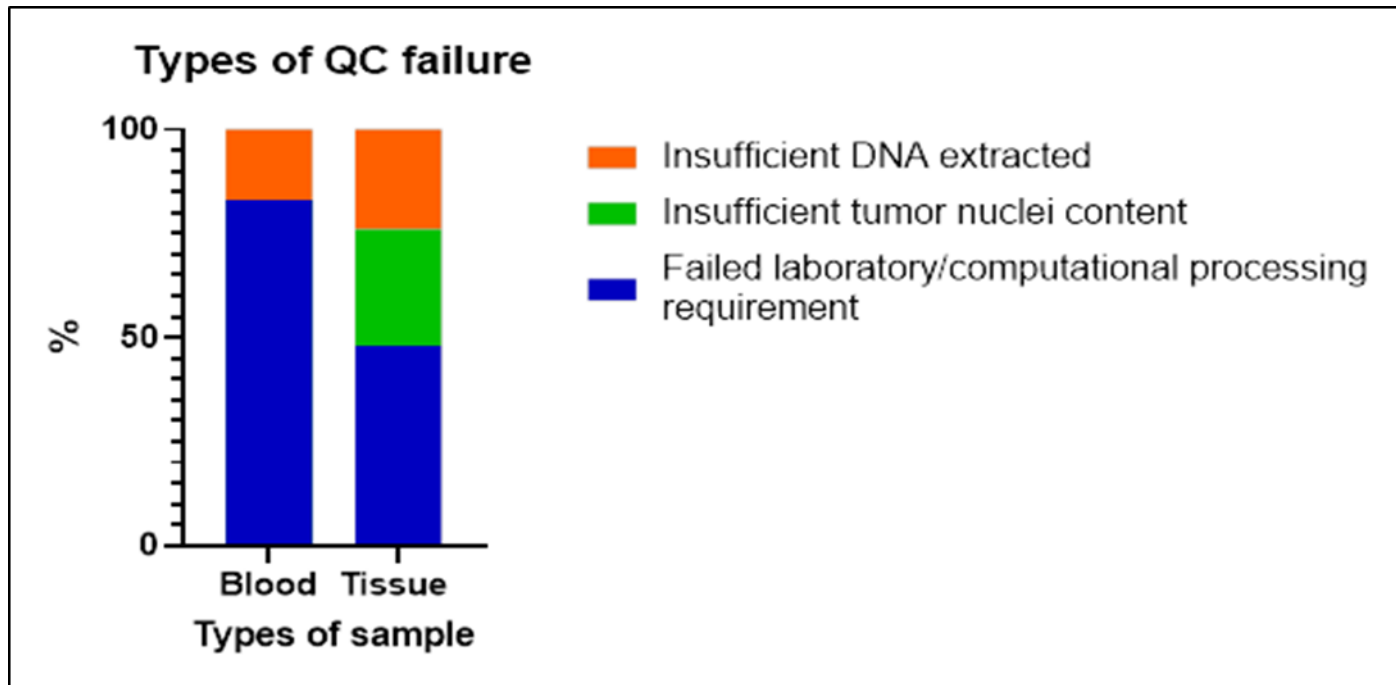 Types of QC failure
100
50
0
%
Blood Tissue
Types of sample
Insufficient DNA extracted
Insufficient tumor nuclei content
Failed laboratory/computational processing
requirement